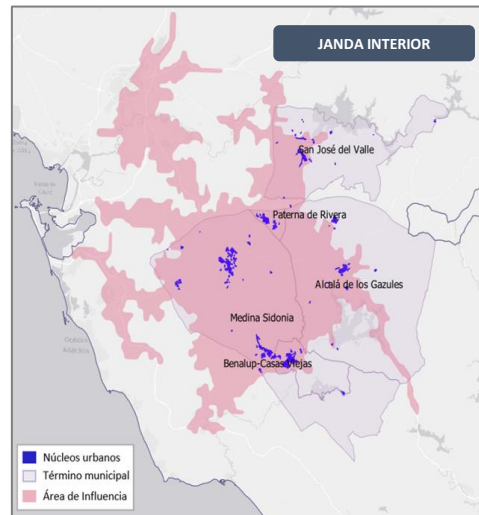 JANDA INTERIOR
San José del Valle
Paterna de Rivera
Alcalá de los Gazules
Medina Sidonia
Benalup-Casas Viejas
Núcleos urbanos
Término municipal
Área de Influencia